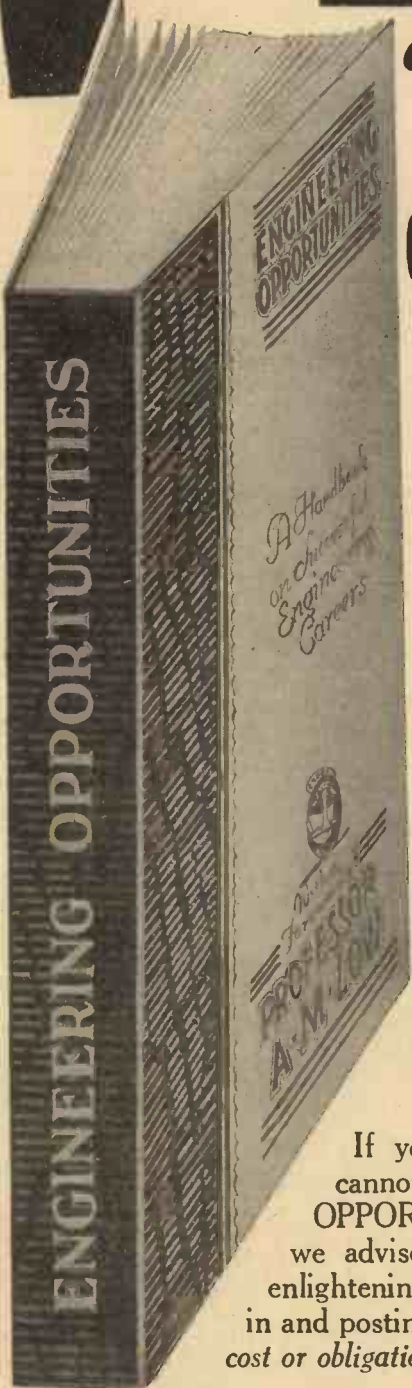 ENGINEERING OPPORTUNITIES
ENGINEERING
OPPORTUNITIES
A Handbook
on Successful
Engineering
Careers
PROFESSOR
A. M. LOW
If yo
canno
OPPOR
we advise
enlightenin
in and postin
cost or obligatio